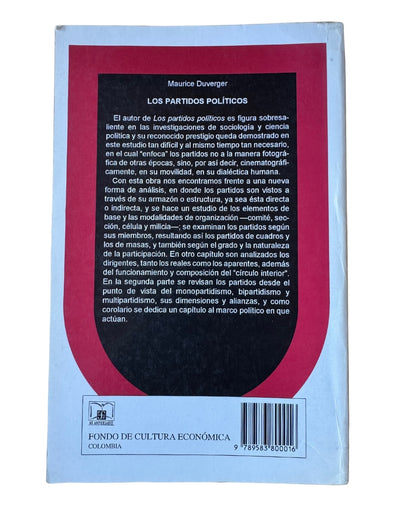 Maurice Duverger
LOS PARTIDOS POLÍTICOS
El autor de Los partidos políticos es figura sobresa-
liente en las investigaciones de sociología y ciencia
política y su reconocido prestigio queda demostrado en
este estudio tan difícil y al mismo tiempo tan necesario,
en el cual "enfoca" los partidos no a la manera fotográ-
fica de otras épocas, sino, por así decir, cinematográfi-
camente, en su movilidad, en su dialéctica humana.
Con esta obra nos encontramos frente a una nueva
forma de análisis, en donde los partidos son vistos a
través de su armazón o estructura, ya sea ésta directa
o indirecta, y se hace un estudio de los elementos de
base y las modalidades de organización —comité, sec-
ción, célula y milicia—; se examinan los partidos según
sus miembros, resultando así los partidos de cuadros y
los de masas, y también según el grado y la naturaleza
de la participación. En otro capítulo son analizados los
dirigentes, tanto los reales como los aparentes, además
del funcionamiento y composición del "círculo interior".
En la segunda parte se revisan los partidos desde el
punto de vista del monopartidismo, bipartidismo y
multipartidismo, sus dimensiones y alianzas, y como
corolario se dedica un capítulo al marco político en que
actúan.
FONDO DE CULTURA ECONÓMICA
COLOMBIA
9 789583 800016